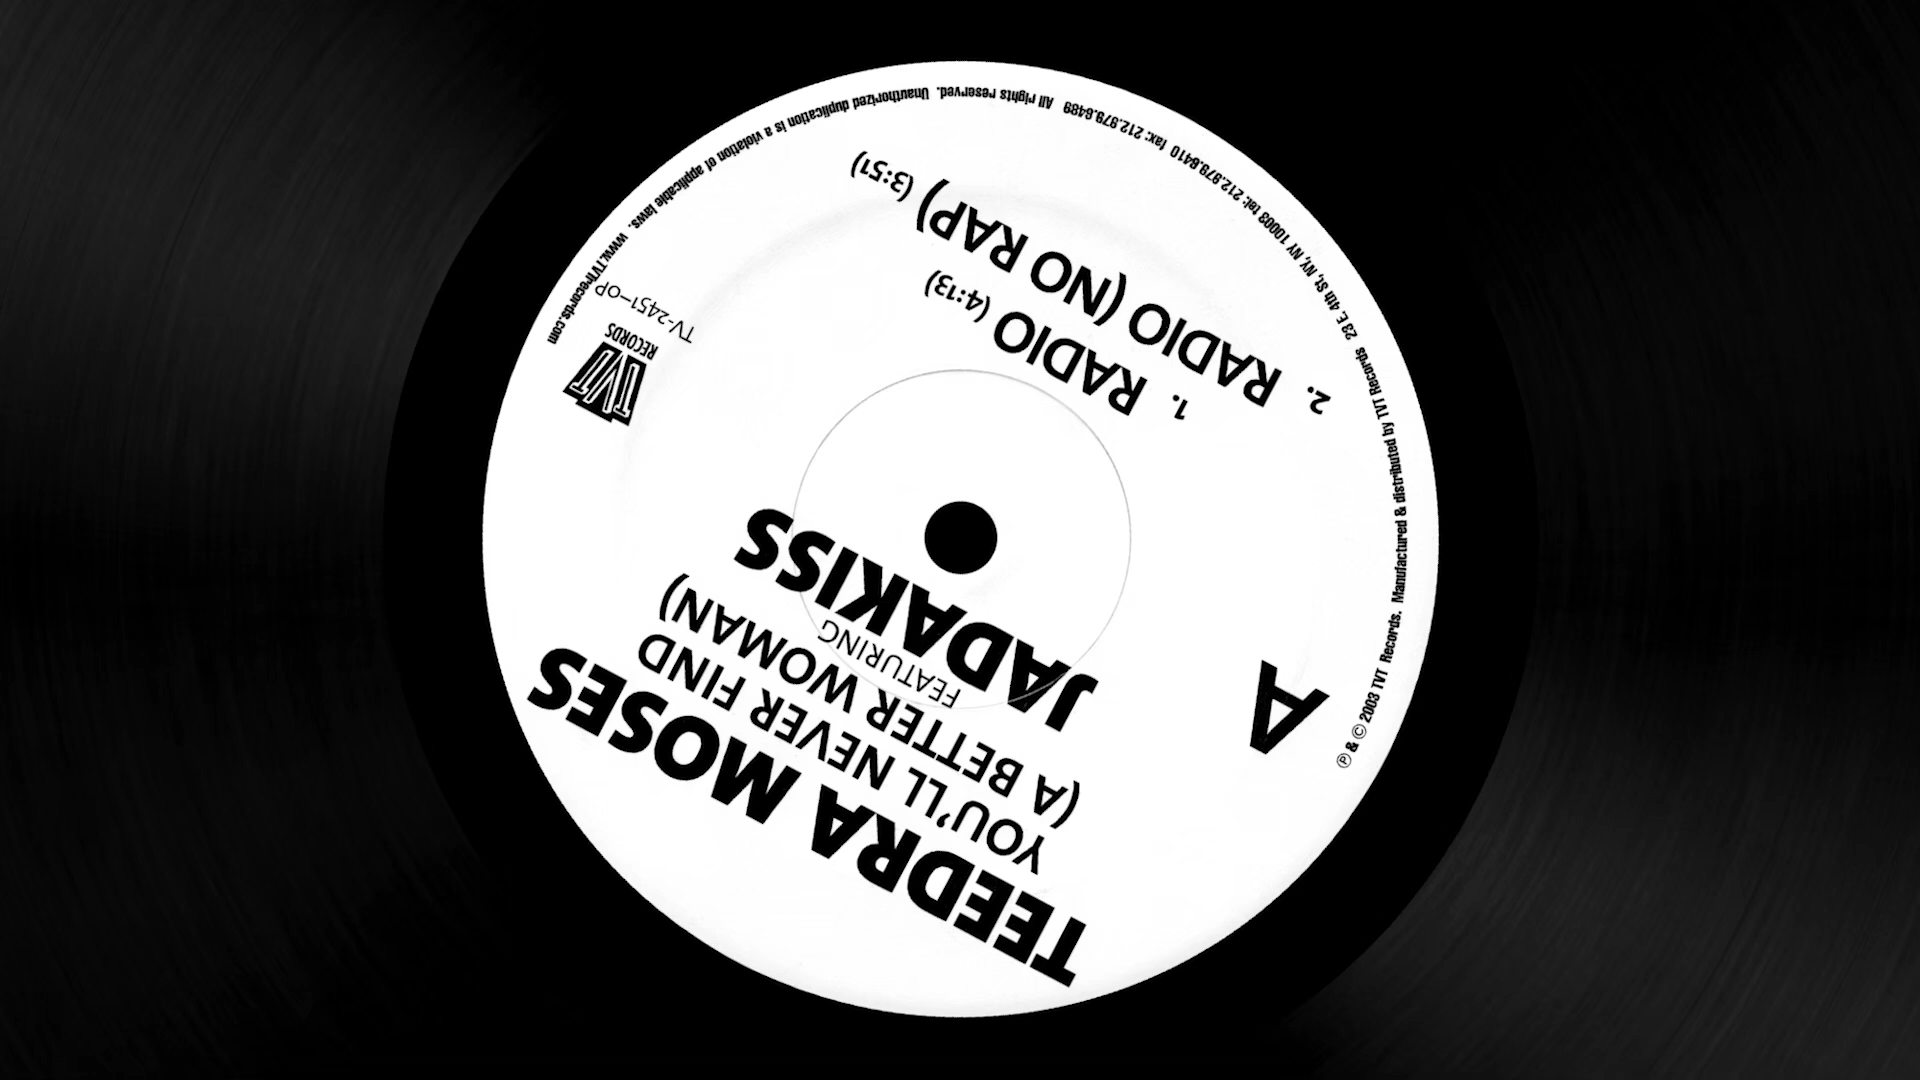 TEEDRA MOSES
YOU'LL NEVER FIND
(A BETTER WOMAN)
FEATURING
JADAKISS
A
TVT
RECORDS
TV-2451-0P
1. RADIO (4:13)
2. RADIO (NO RAP) (3:51)
℗ & © 2003 TVT Records. Manufactured & distributed by TVT Records 23 E. 4th St, NY, NY 10003 tel: 212.979.6410 fax: 212.979.6489 All rights reserved. Unauthorized duplication is a violation of applicable laws. www.TVTrecords.com